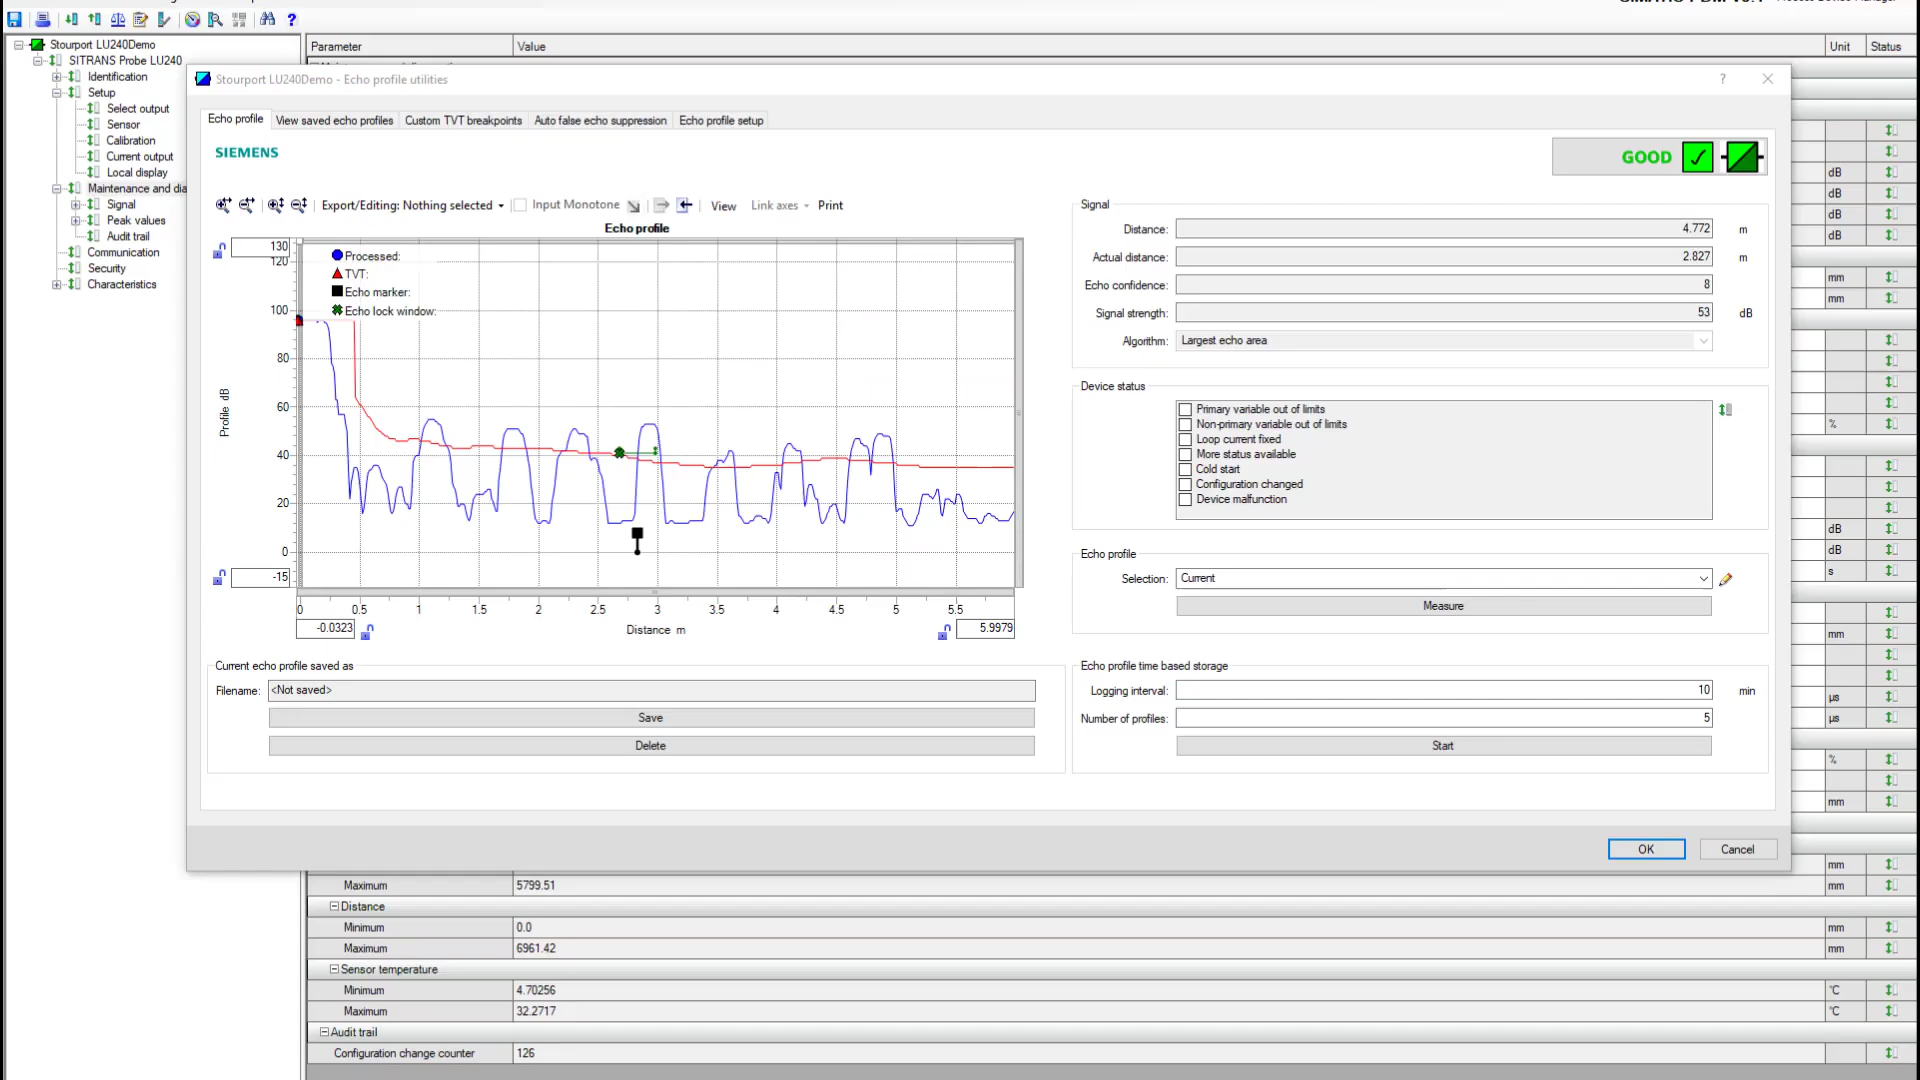 Stourport LU240Demo
SITRANS Probe LU240
Identification
Setup
Select output
Sensor
Calibration
Current output
Local display
Maintenance and dia
Signal
Peak values
Audit trail
Communication
Security
Characteristics
Parameter Value Unit Status
Stourport LU240Demo - Echo profile utilities
Echo profile View saved echo profiles Custom TVT breakpoints Auto false echo suppression Echo profile setup
SIEMENS
GOOD
Export/Editing: Nothing selected Input Monotone View Link axes Print
Echo profile
130
120
100
80
60
40
20
0
-15
Profile dB
Processed:
TVT:
Echo marker:
Echo lock window:
0 0.5 1 1.5 2 2.5 3 3.5 4 4.5 5 5.5
-0.0323 Distance m 5.9979
Signal
Distance: 4.772 m
Actual distance: 2.827 m
Echo confidence: 8
Signal strength: 53 dB
Algorithm: Largest echo area
Device status
Primary variable out of limits
Non-primary variable out of limits
Loop current fixed
More status available
Cold start
Configuration changed
Device malfunction
Echo profile
Selection: Current
Measure
Current echo profile saved as
Filename: <Not saved>
Save
Delete
Echo profile time based storage
Logging interval: 10 min
Number of profiles: 5
Start
OK Cancel
dB
dB
dB
dB
mm
mm
%
dB
dB
s
mm
µs
µs
%
mm
mm
Maximum 5799.51 mm
Distance
Minimum 0.0 mm
Maximum 6961.42 mm
Sensor temperature
Minimum 4.70256 °C
Maximum 32.2717 °C
Audit trail
Configuration change counter 126